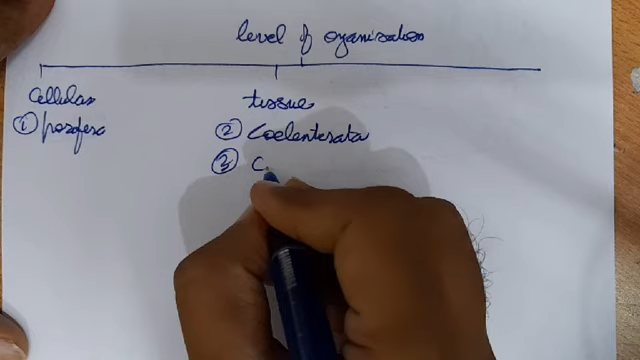 level of organisation
Cellular
① porifera
tissue
② Coelenterata
③ C